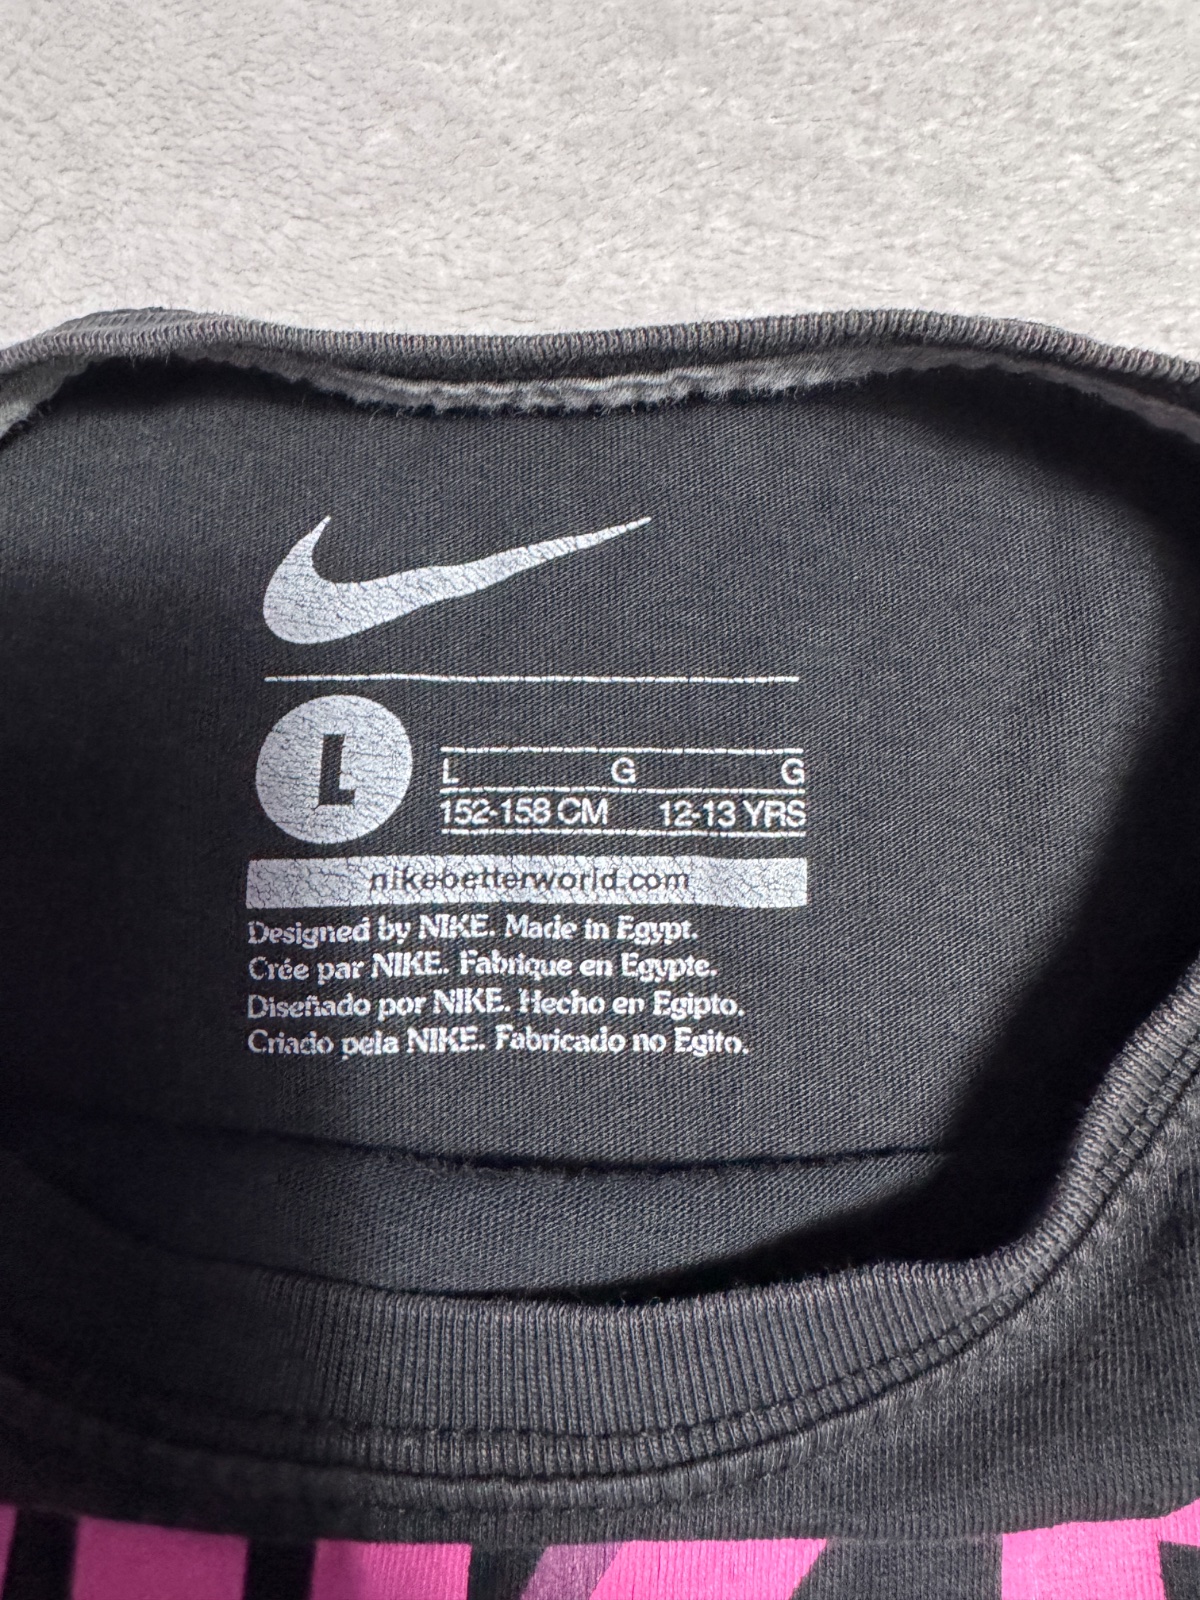 L
L G G
152-158 CM 12-13 YRS
nikebetterworld.com
Designed by NIKE. Made in Egypt.
Crée par NIKE. Fabrique en Egypte.
Diseñado por NIKE. Hecho en Egipto.
Criado pela NIKE. Fabricado no Egito.